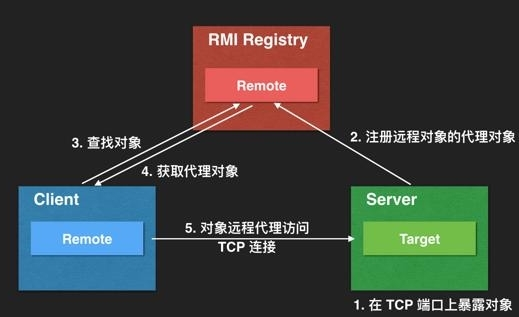 RMI Registry
Remote
3. 查找对象
2. 注册远程对象的代理对象
4. 获取代理对象
Client
Remote
5. 对象远程代理访问
TCP 连接
Server
Target
1. 在 TCP 端口上暴露对象